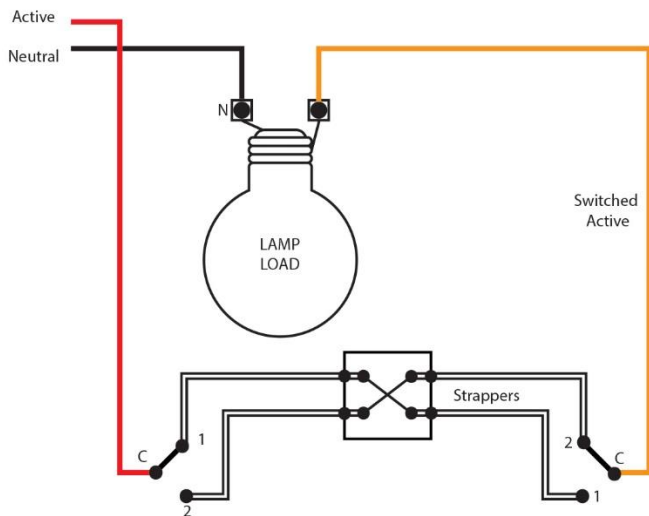 Active
Neutral
N
LAMP
LOAD
Switched
Active
Strappers
1
C
2
2
C
1